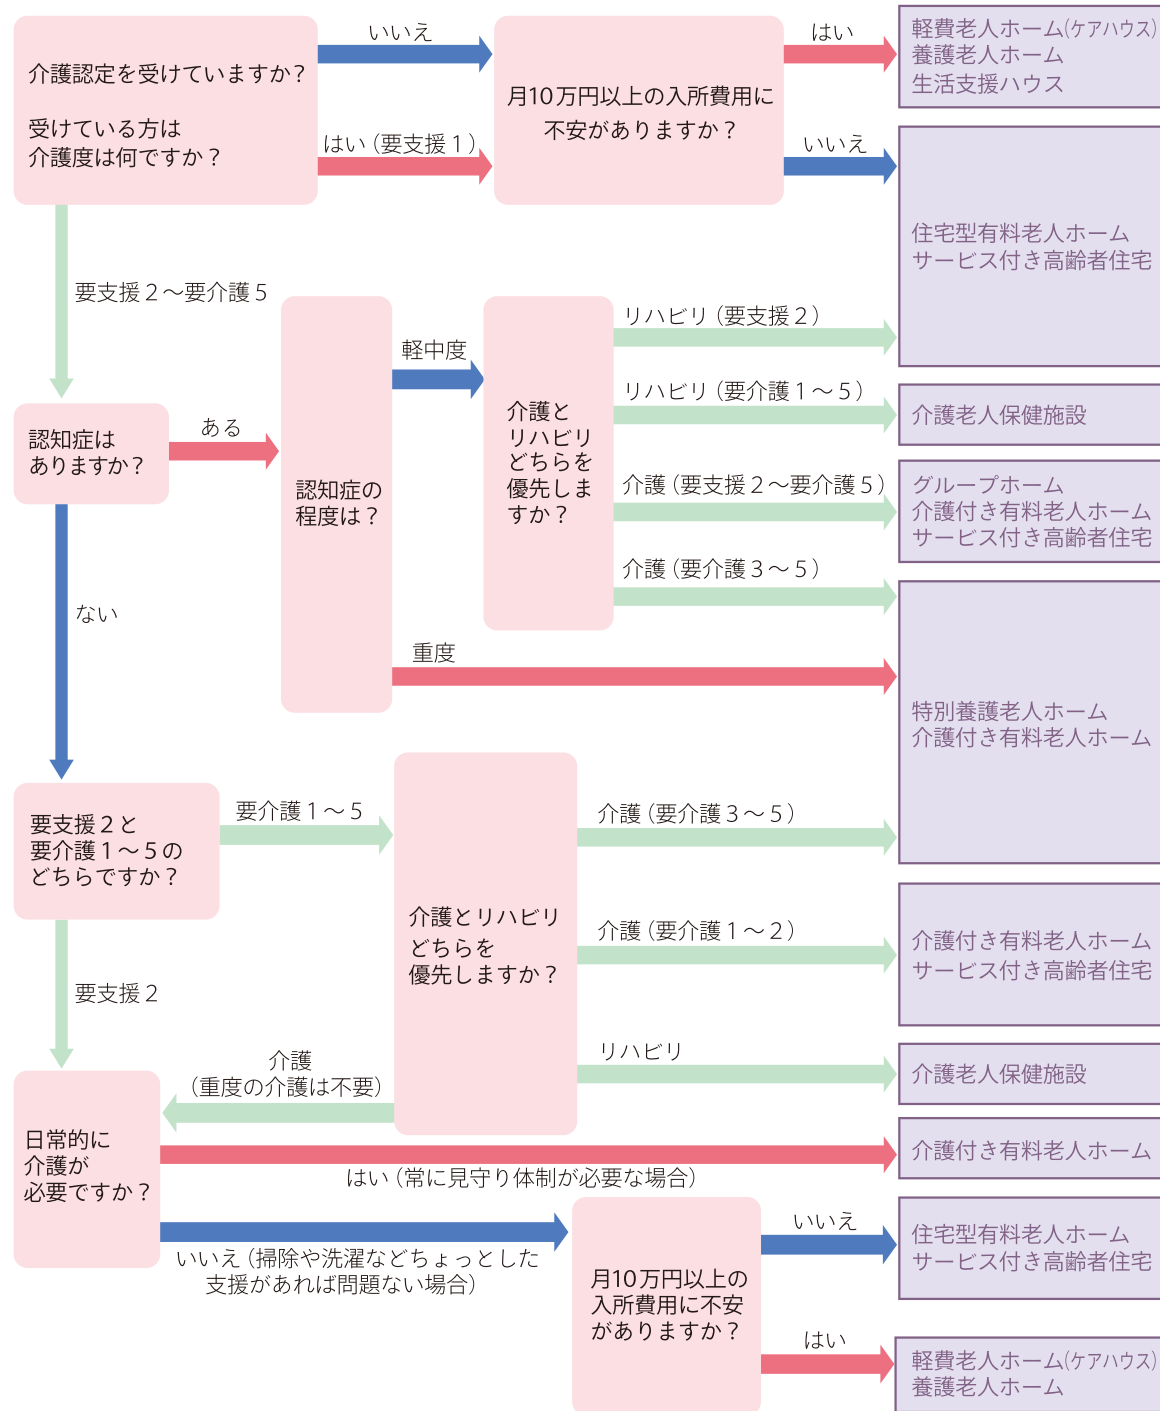 介護認定を受けていますか？
受けている方は
介護度は何ですか？
いいえ
はい（要支援１）
月10万円以上の入所費用に
不安がありますか？
はい
いいえ
軽費老人ホーム(ケアハウス)
養護老人ホーム
生活支援ハウス
住宅型有料老人ホーム
サービス付き高齢者住宅
要支援２～要介護５
認知症は
ありますか？
ある
認知症の
程度は？
軽中度
介護と
リハビリ
どちらを
優先しま
すか？
リハビリ（要支援２）
リハビリ（要介護１～５）
介護老人保健施設
介護（要支援２～要介護５）
グループホーム
介護付き有料老人ホーム
サービス付き高齢者住宅
介護（要介護３～５）
重度
特別養護老人ホーム
介護付き有料老人ホーム
ない
要支援２と
要介護１～５の
どちらですか？
要介護１～５
介護とリハビリ
どちらを
優先しますか？
介護（要介護３～５）
介護（要介護１～２）
介護付き有料老人ホーム
サービス付き高齢者住宅
リハビリ
介護老人保健施設
要支援２
介護
（重度の介護は不要）
日常的に
介護が
必要ですか？
はい（常に見守り体制が必要な場合）
介護付き有料老人ホーム
いいえ（掃除や洗濯などちょっとした
支援があれば問題ない場合）
月10万円以上の
入所費用に不安
がありますか？
いいえ
住宅型有料老人ホーム
サービス付き高齢者住宅
はい
軽費老人ホーム(ケアハウス)
養護老人ホーム